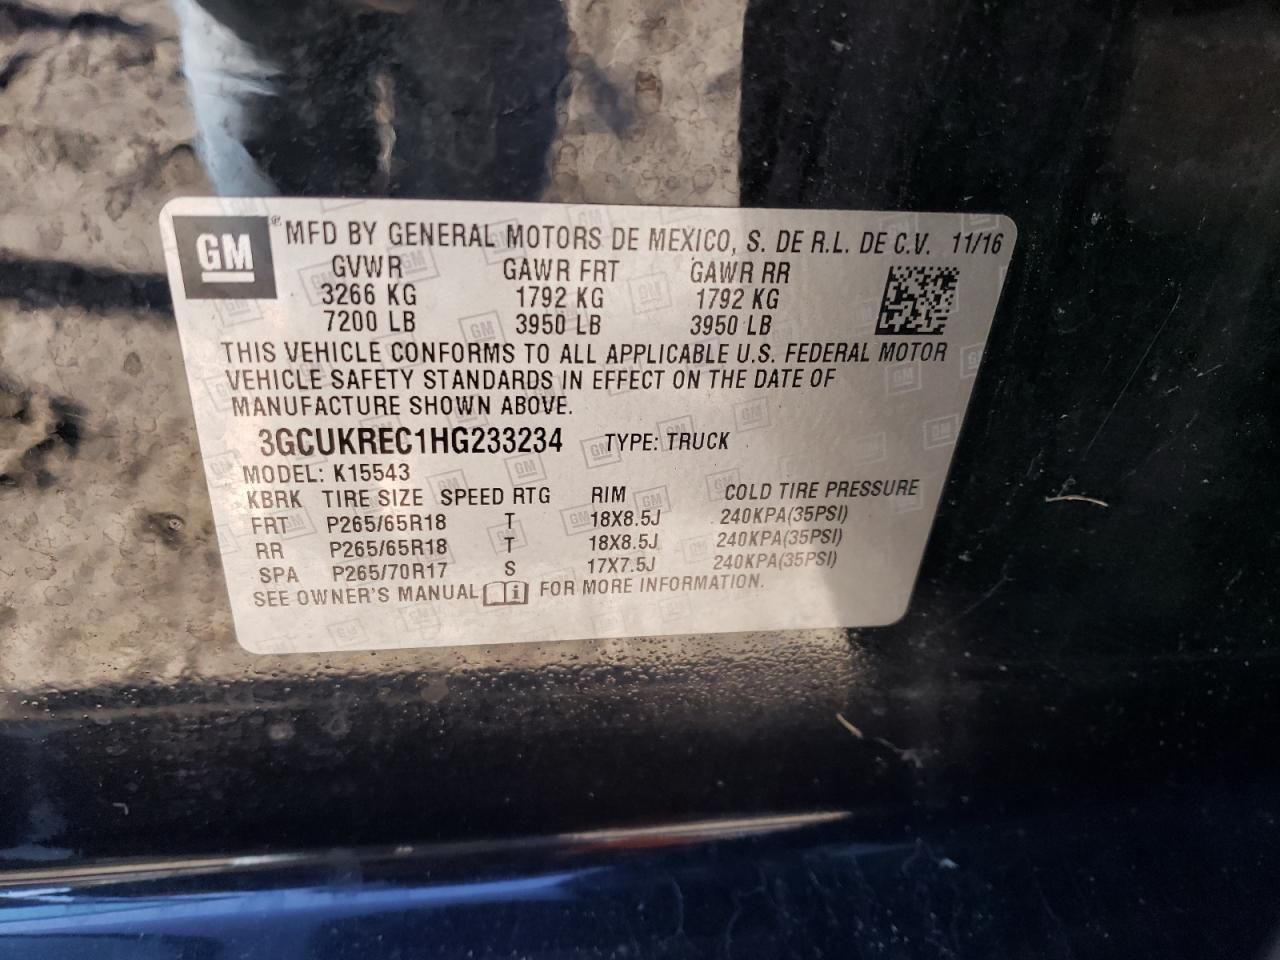 GM
® MFD BY GENERAL MOTORS DE MEXICO, S. DE R.L. DE C.V. 11/16
GVWR GAWR FRT GAWR RR
3266 KG 1792 KG 1792 KG
7200 LB 3950 LB 3950 LB
THIS VEHICLE CONFORMS TO ALL APPLICABLE U.S. FEDERAL MOTOR
VEHICLE SAFETY STANDARDS IN EFFECT ON THE DATE OF
MANUFACTURE SHOWN ABOVE.
3GCUKREC1HG233234 TYPE: TRUCK
MODEL: K15543
KBRK TIRE SIZE SPEED RTG RIM COLD TIRE PRESSURE
FRT P265/65R18 T 18X8.5J 240KPA(35PSI)
RR P265/65R18 T 18X8.5J 240KPA(35PSI)
SPA P265/70R17 S 17X7.5J 240KPA(35PSI)
SEE OWNER'S MANUAL i FOR MORE INFORMATION.